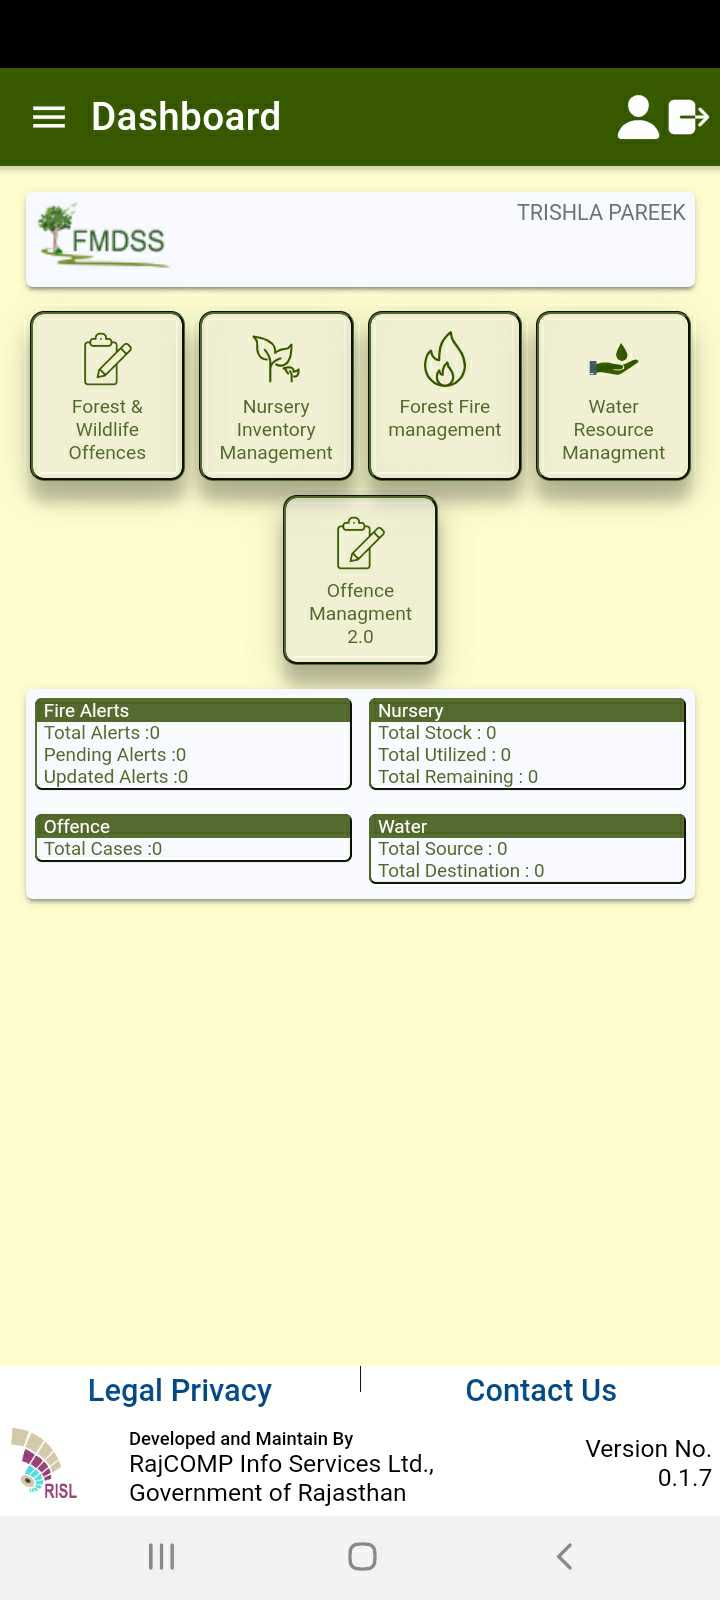 Dashboard
FMDSS
TRISHLA PAREEK
Forest &
Wildlife
Offences
Nursery
Inventory
Management
Forest Fire
management
Water
Resource
Managment
Offence
Managment
2.0
Fire Alerts
Total Alerts :0
Pending Alerts :0
Updated Alerts :0
Nursery
Total Stock : 0
Total Utilized : 0
Total Remaining : 0
Offence
Total Cases :0
Water
Total Source : 0
Total Destination : 0
Legal Privacy
Contact Us
RISL
Developed and Maintain By
RajCOMP Info Services Ltd.,
Government of Rajasthan
Version No.
0.1.7